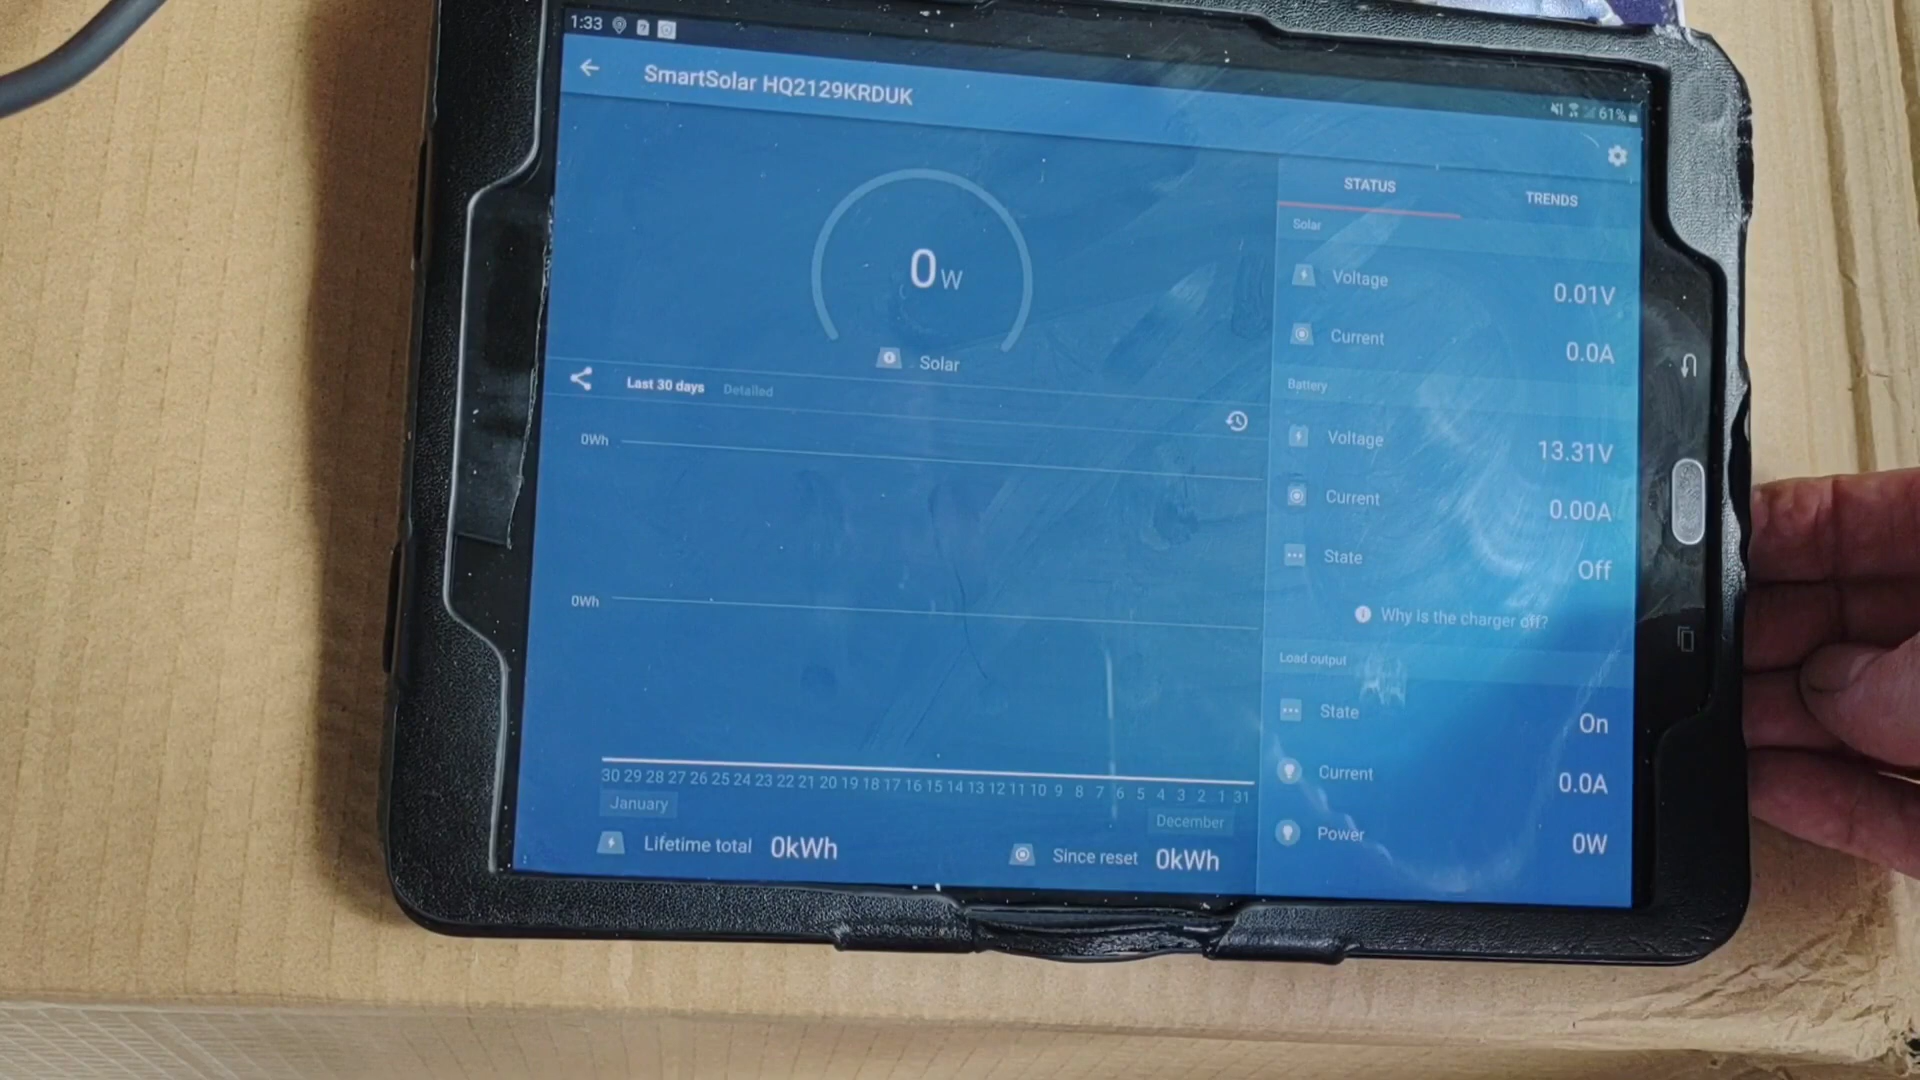 1:33
61%
SmartSolar HQ2129KRDUK
0W
Solar
Last 30 days Detailed
0Wh
0Wh
30 29 28 27 26 25 24 23 22 21 20 19 18 17 16 15 14 13 12 11 10 9 8 7 6 5 4 3 2 1 31
January
December
Lifetime total 0kWh
Since reset 0kWh
STATUS TRENDS
Solar
Voltage 0.01V
Current 0.0A
Battery
Voltage 13.31V
Current 0.00A
State Off
Why is the charger off?
Load output
State On
Current 0.0A
Power 0W